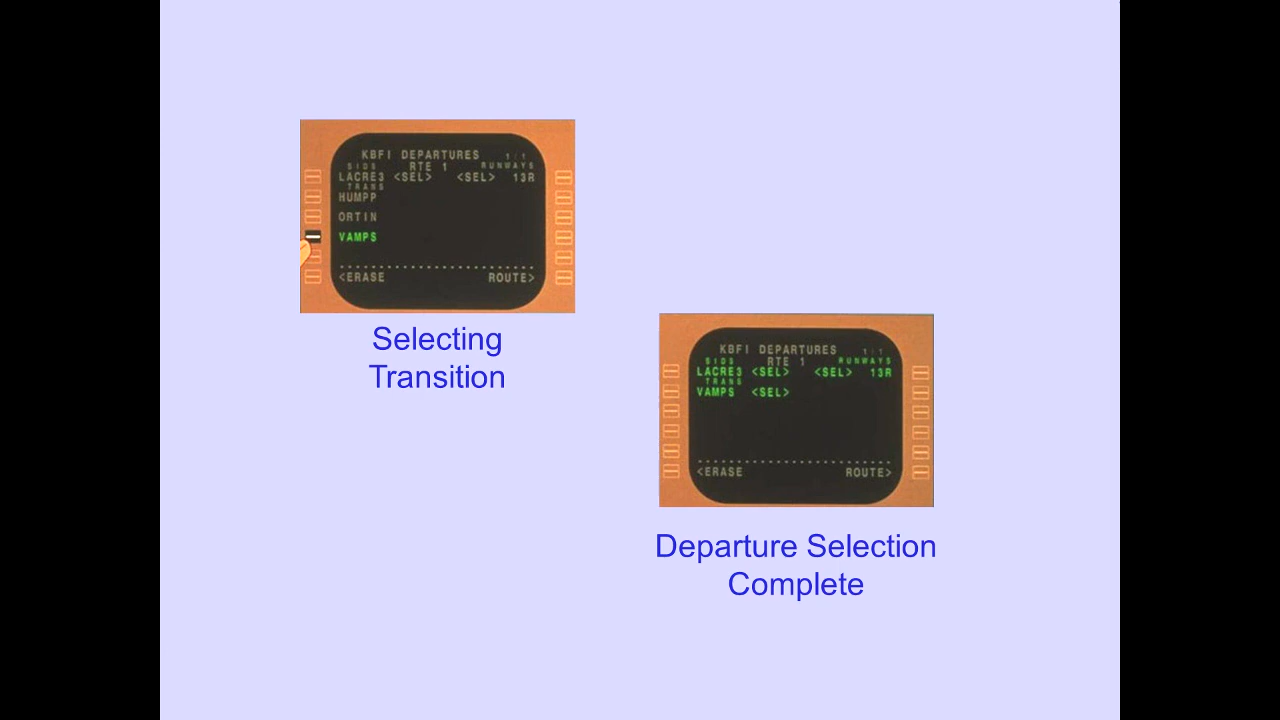 KBFI DEPARTURES 1/1
SIDS RTE 1 RUNWAYS
LACRE3 <SEL> <SEL> 13R
TRANS
HUMPP
ORTIN
VAMPS
<ERASE ROUTE>
Selecting
Transition
KBFI DEPARTURES 1/1
SIDS RTE 1 RUNWAYS
LACRE3 <SEL> <SEL> 13R
TRANS
VAMPS <SEL>
<ERASE ROUTE>
Departure Selection
Complete